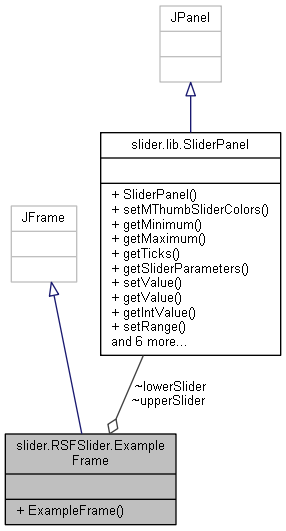 JPanel
slider.lib.SliderPanel
+ SliderPanel()
+ setMThumbSliderColors()
+ getMinimum()
+ getMaximum()
+ getTicks()
+ getSliderParameters()
+ setValue()
+ getValue()
+ getIntValue()
+ setRange()
and 6 more...
JFrame
~lowerSlider
~upperSlider
slider.RSFSlider.Example
Frame
+ ExampleFrame()